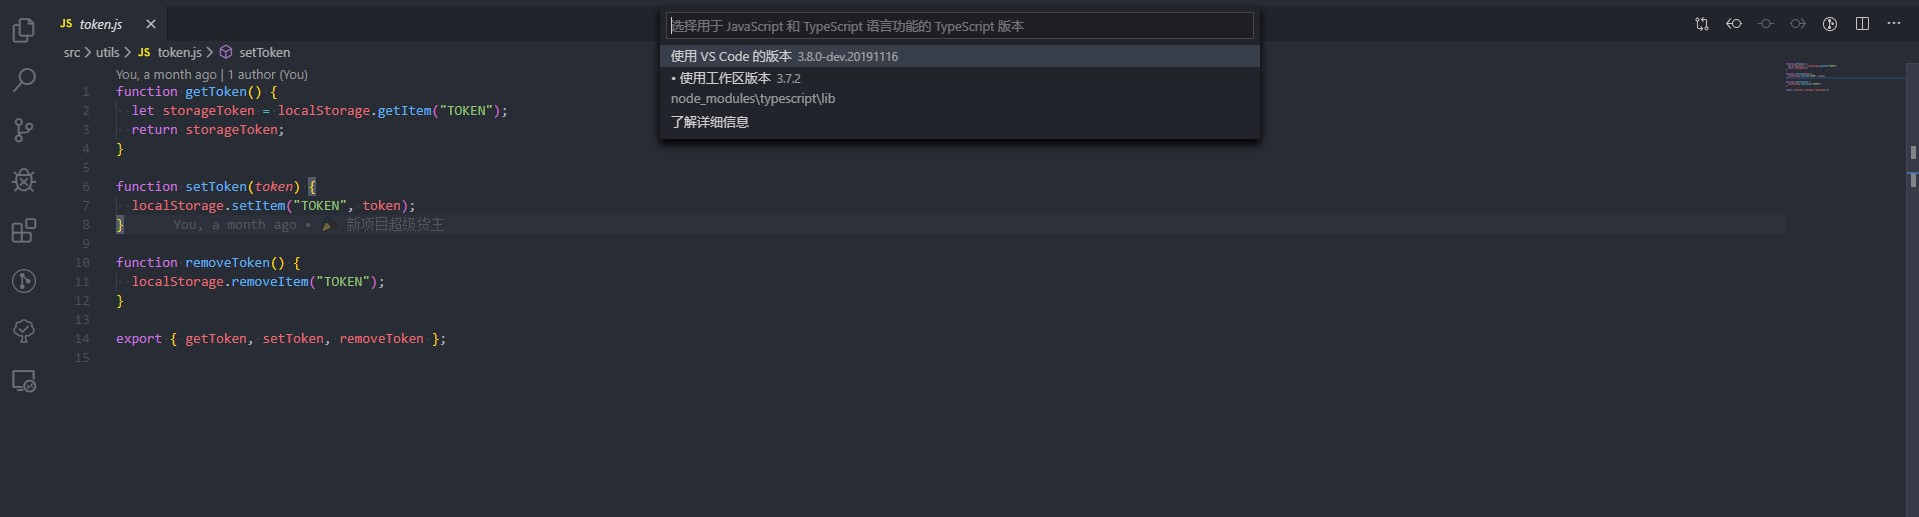 JS token.js
选择用于 JavaScript 和 TypeScript 语言功能的 TypeScript 版本
使用 VS Code 的版本 3.8.0-dev.20191116
• 使用工作区版本 3.7.2
node_modules\typescript\lib
了解详细信息
src > utils > JS token.js > setToken
You, a month ago | 1 author (You)
1 function getToken() {
2 let storageToken = localStorage.getItem("TOKEN");
3 return storageToken;
4 }
5
6 function setToken(token) {
7 localStorage.setItem("TOKEN", token);
8 } You, a month ago • 新项目超级货主
9
10 function removeToken() {
11 localStorage.removeItem("TOKEN");
12 }
13
14 export { getToken, setToken, removeToken };
15